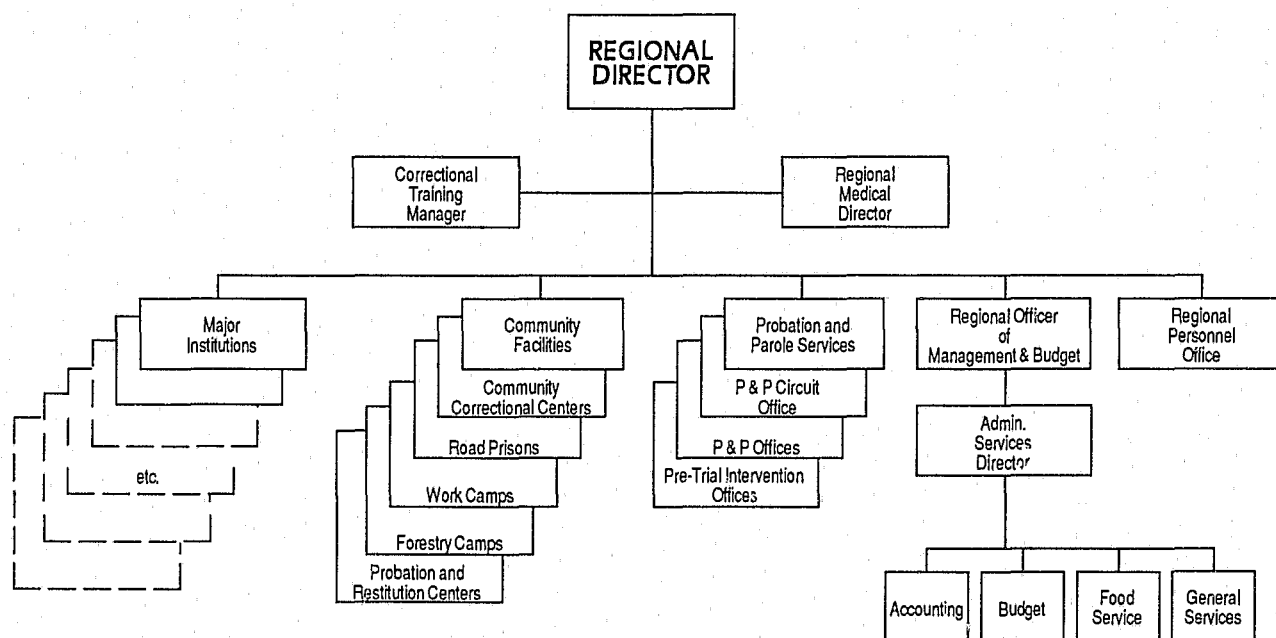 REGIONAL
DIRECTOR
Correctional
Training
Manager
Regional
Medical
Director
Major
Institutions
etc.
Community
Facilities
Community
Correctional Centers
Road Prisons
Work Camps
Forestry Camps
Probation and
Restitution Centers
Probation and
Parole Services
P & P Circuit
Office
P & P Offices
Pre-Trial Intervention
Offices
Regional Officer
of
Management & Budget
Admin.
Services
Director
Accounting
Budget
Food
Service
General
Services
Regional
Personnel
Office